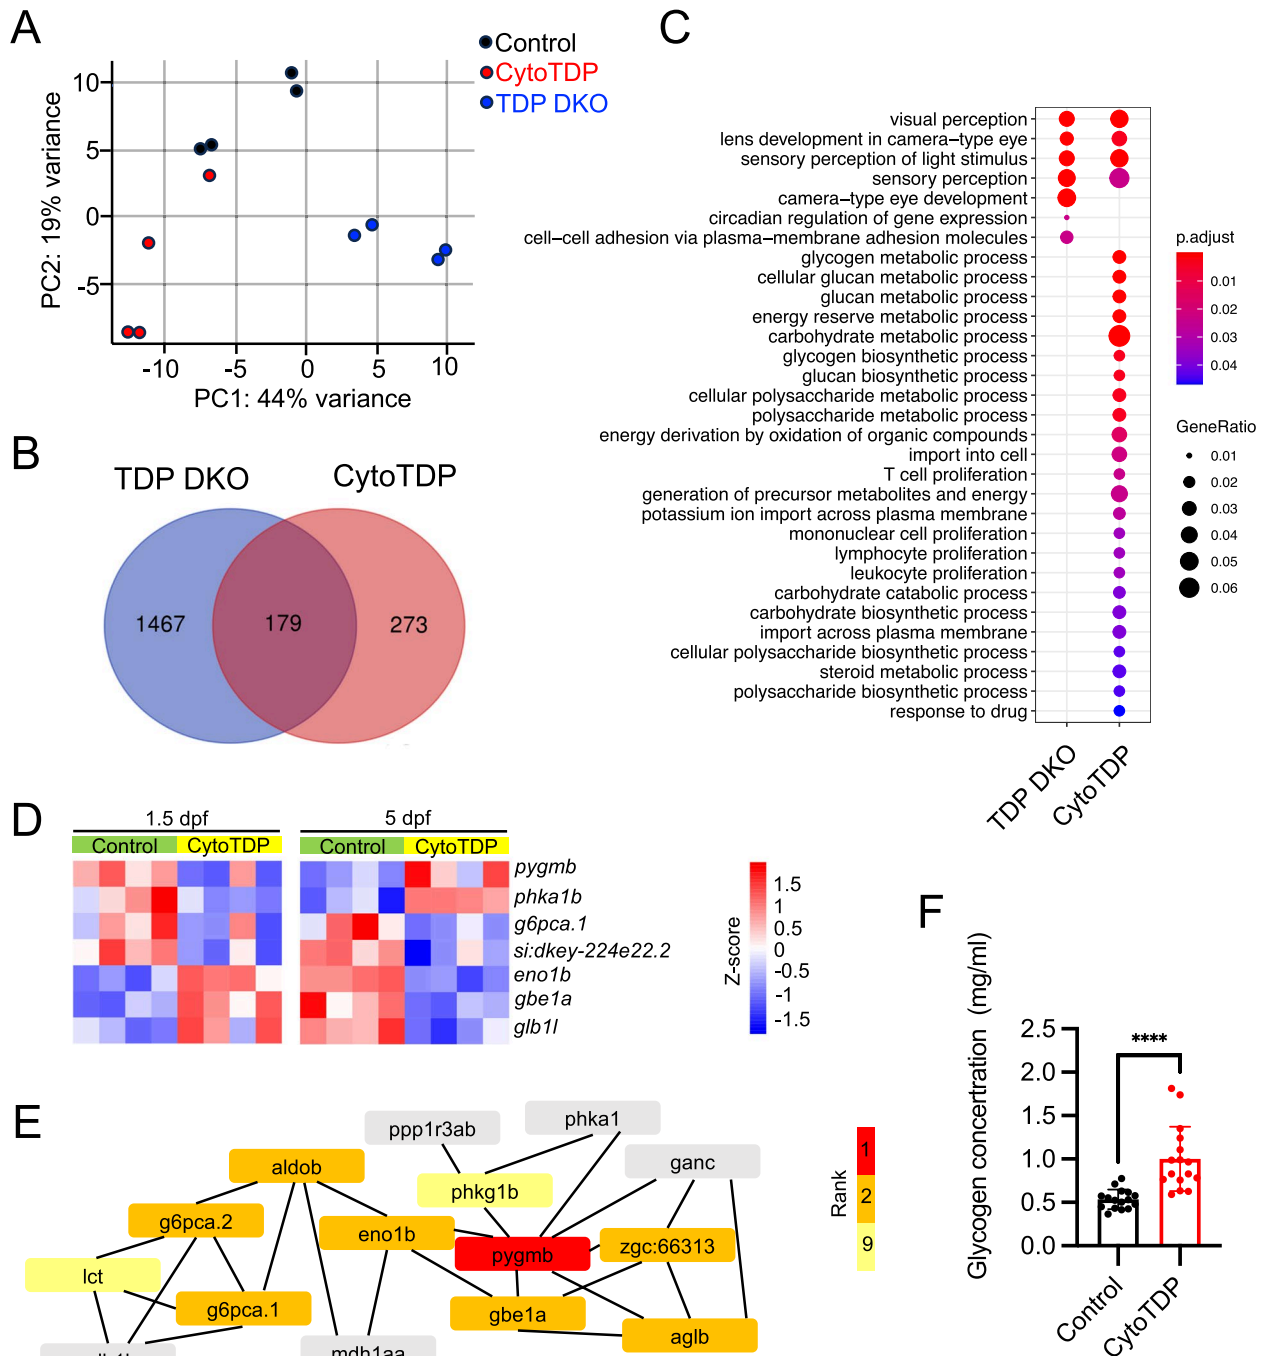 A
Control
CytoTDP
TDP DKO
10
5
0
-5
PC2: 19% variance
-10
-5
0
5
10
PC1: 44% variance
B
TDP DKO
CytoTDP
1467
179
273
C
visual perception
lens development in camera-type eye
sensory perception of light stimulus
sensory perception
camera-type eye development
circadian regulation of gene expression
cell-cell adhesion via plasma-membrane adhesion molecules
glycogen metabolic process
cellular glucan metabolic process
glucan metabolic process
energy reserve metabolic process
carbohydrate metabolic process
glycogen biosynthetic process
glucan biosynthetic process
cellular polysaccharide metabolic process
polysaccharide metabolic process
energy derivation by oxidation of organic compounds
import into cell
T cell proliferation
generation of precursor metabolites and energy
potassium ion import across plasma membrane
mononuclear cell proliferation
lymphocyte proliferation
leukocyte proliferation
carbohydrate catabolic process
carbohydrate biosynthetic process
import across plasma membrane
cellular polysaccharide biosynthetic process
steroid metabolic process
polysaccharide biosynthetic process
response to drug
TDP DKO
CytoTDP
p.adjust
0.01
0.02
0.03
0.04
GeneRatio
0.01
0.02
0.03
0.04
0.05
0.06
D
1.5 dpf
5 dpf
Control
CytoTDP
Control
CytoTDP
pygmb
phka1b
g6pca.1
si:dkey-224e22.2
eno1b
gbe1a
glb1l
Z-score
1.5
1
0.5
0
-0.5
-1
-1.5
E
ppp1r3ab
phka1
aldob
ganc
phkg1b
g6pca.2
eno1b
pygmb
zgc:66313
lct
g6pca.1
gbe1a
aglb
mdh1aa
Rank
1
2
9
F
Glycogen concertration (mg/ml)
2.5
2.0
1.5
1.0
0.5
0.0
****
Control
CytoTDP